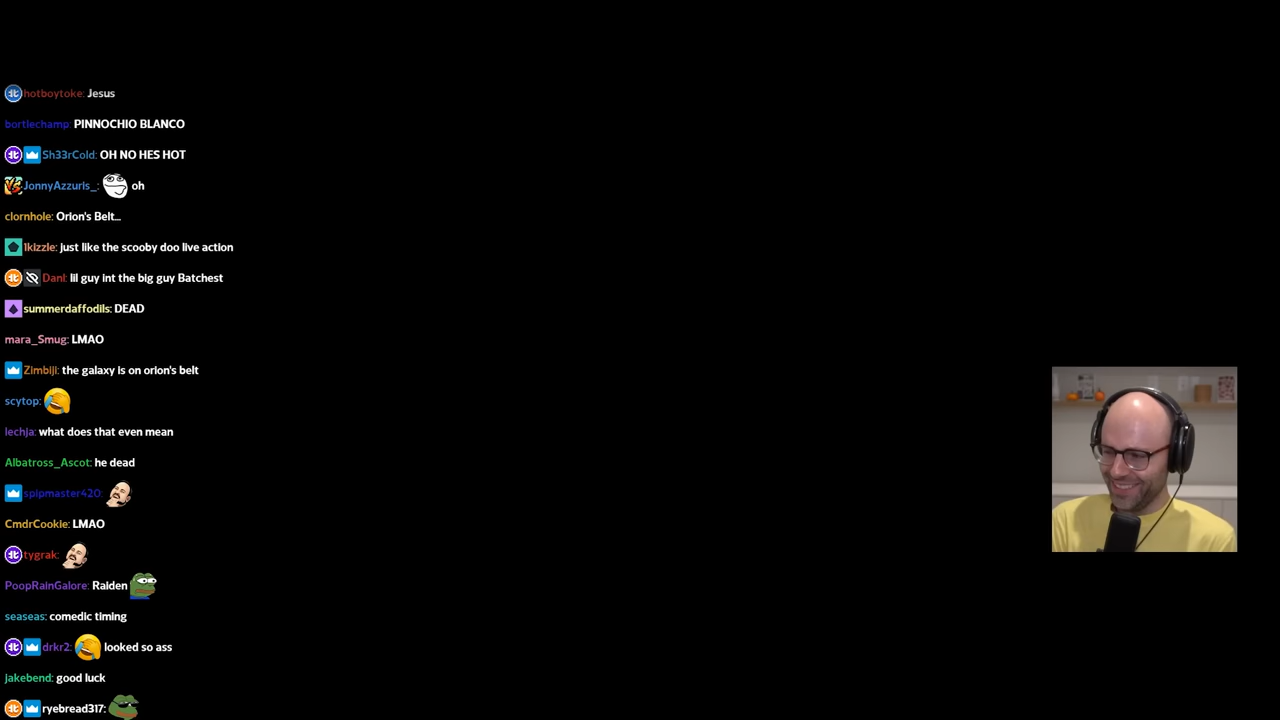 hotboytoke: Jesus
bortlechamp: PINNOCHIO BLANCO
Sh33rCold: OH NO HES HOT
JonnyAzzuris_: oh
clornhole: Orion's Belt...
1kizzle: just like the scooby doo live action
Danl: lil guy int the big guy Batchest
summerdaffodils: DEAD
mara_Smug: LMAO
Zimbiji: the galaxy is on orion's belt
scytop:
lechja: what does that even mean
Albatross_Ascot: he dead
spipmaster420:
CmdrCookie: LMAO
tygrak:
PoopRainGalore: Raiden
seaseas: comedic timing
drkr2: looked so ass
jakebend: good luck
ryebread317: